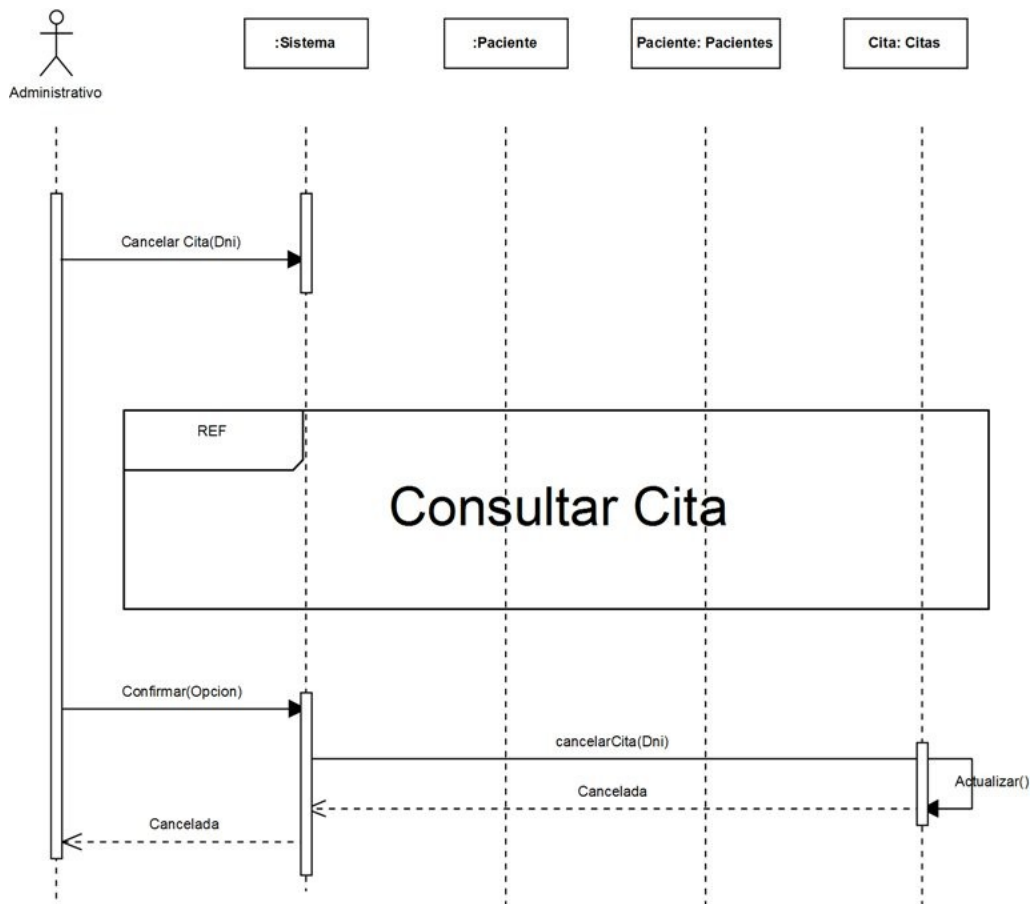 :Sistema
:Paciente
Paciente: Pacientes
Cita: Citas
Administrativo
Cancelar Cita(Dni)
REF
Consultar Cita
Confirmar(Opcion)
cancelarCita(Dni)
Actualizar()
Cancelada
Cancelada